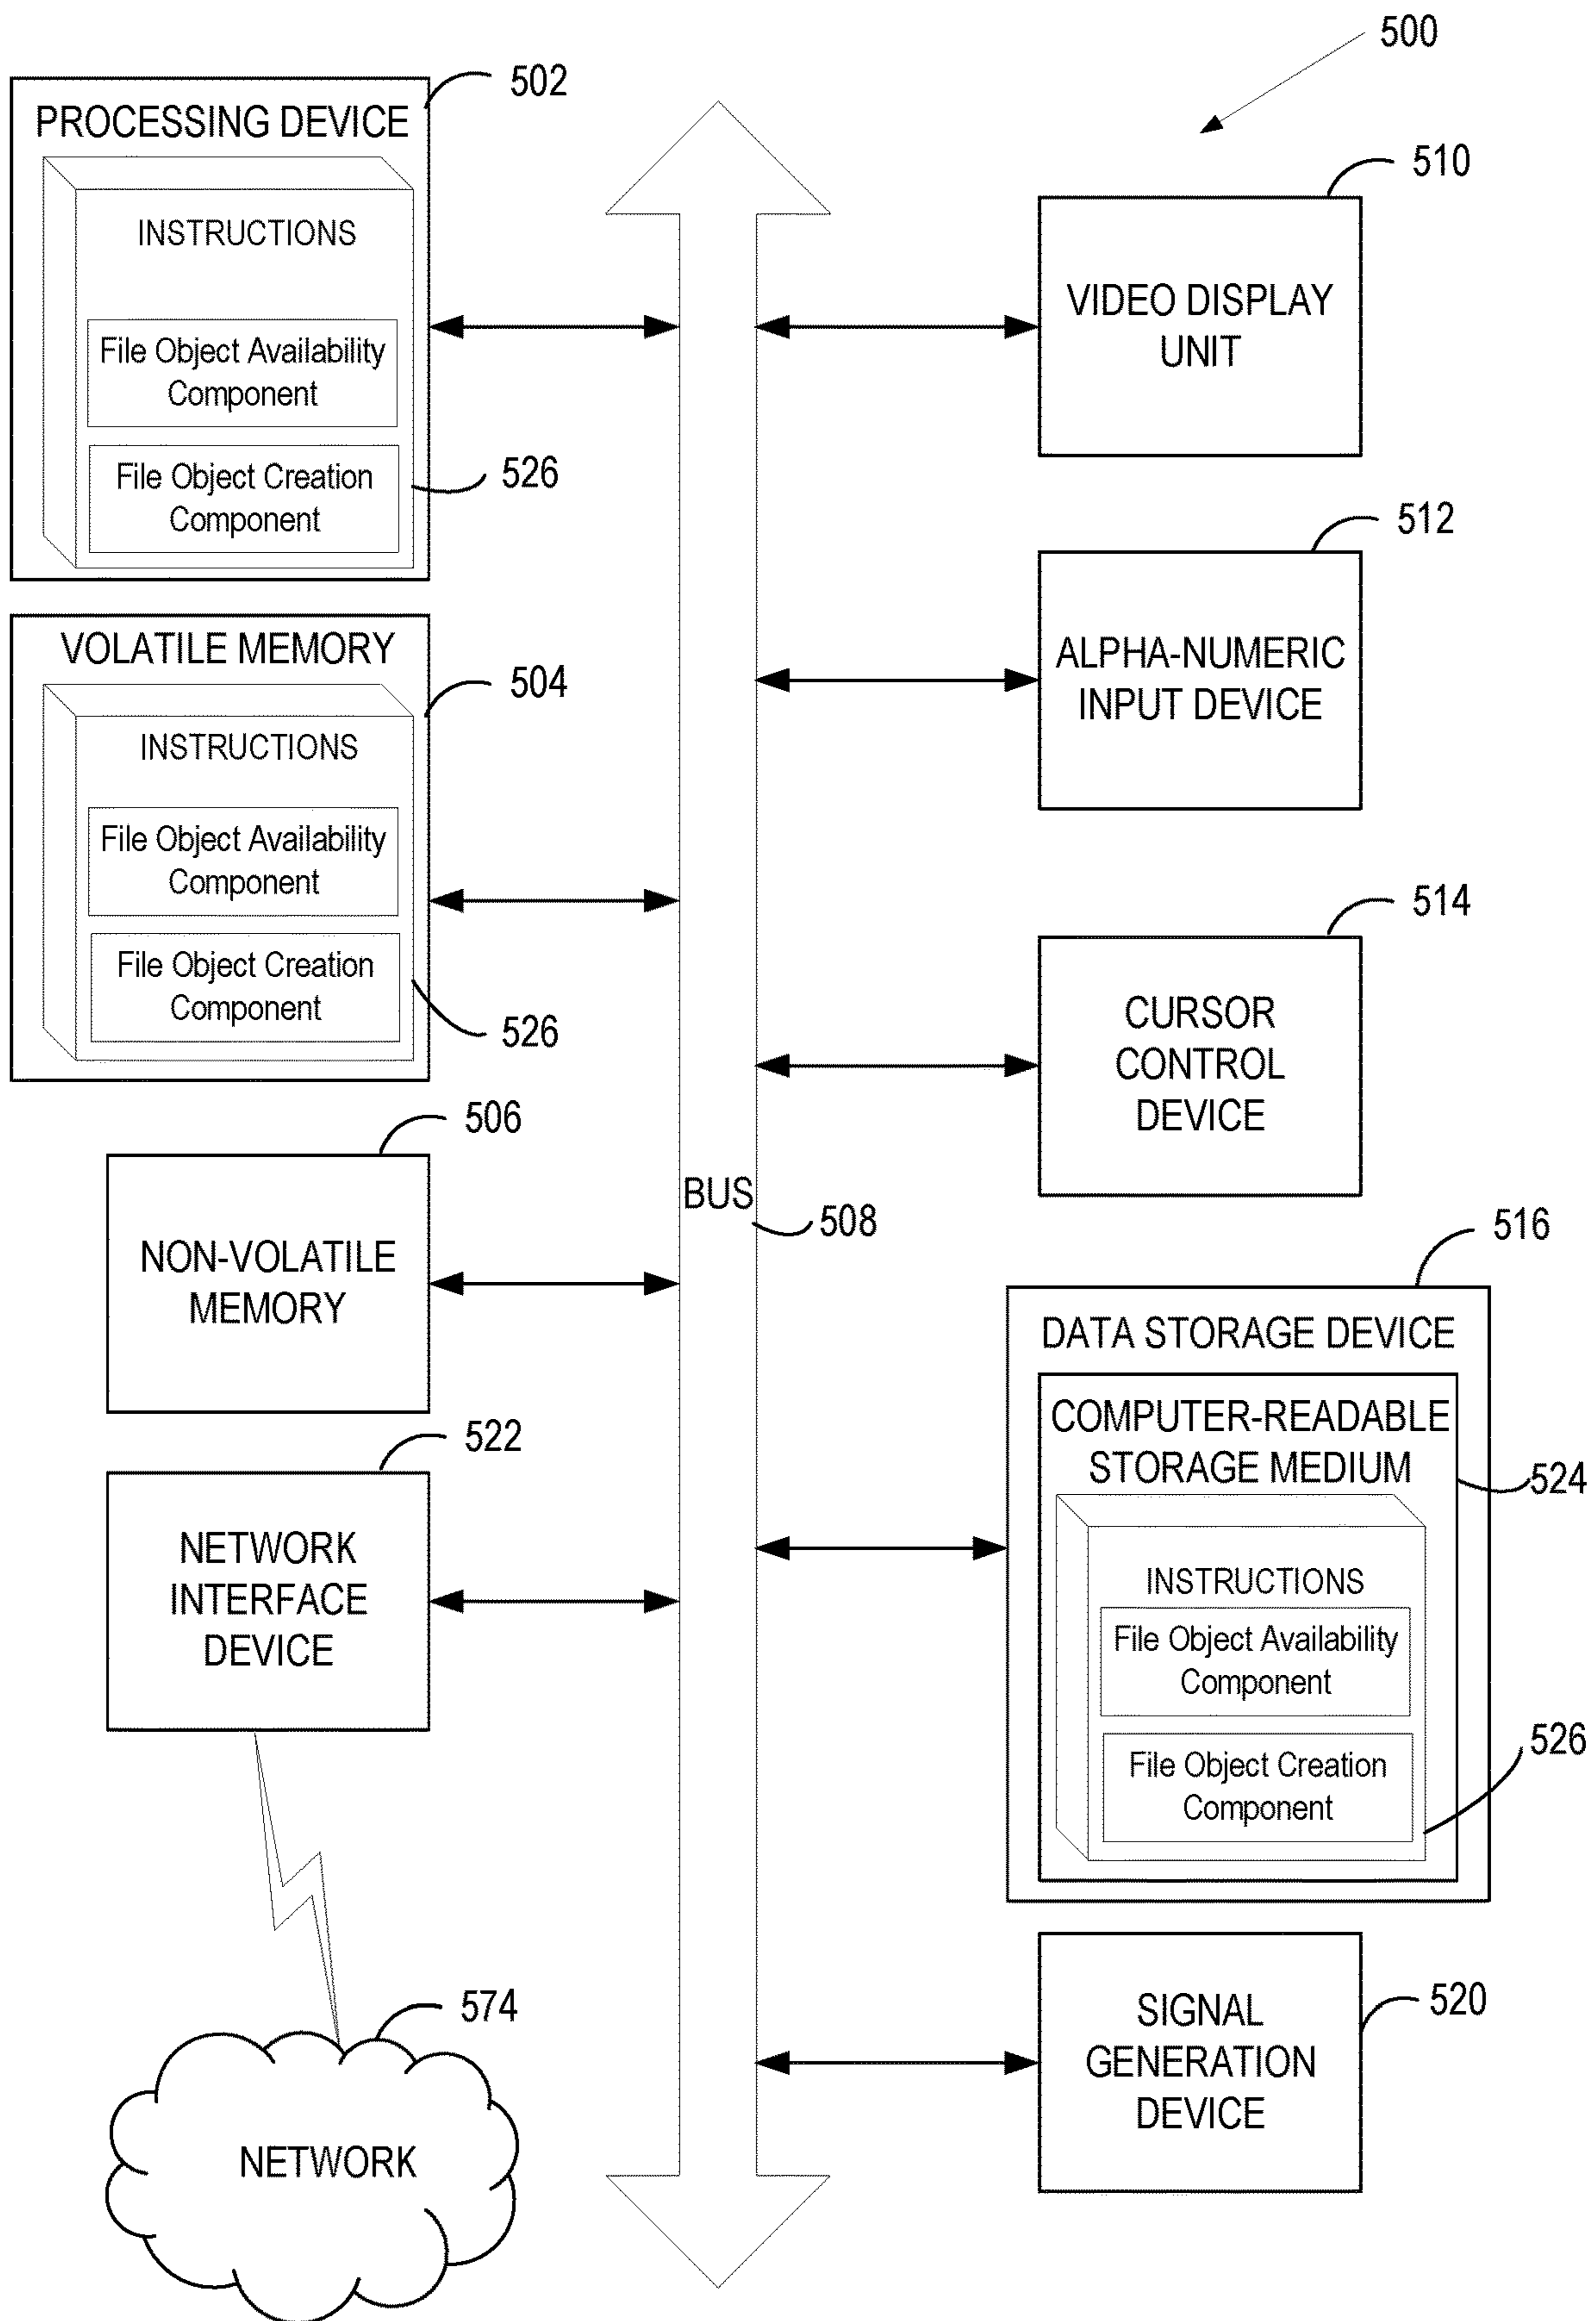 500
502
PROCESSING DEVICE
INSTRUCTIONS
File Object Availability
Component
File Object Creation
Component
526
VOLATILE MEMORY
504
INSTRUCTIONS
File Object Availability
Component
File Object Creation
Component
526
506
NON-VOLATILE
MEMORY
522
NETWORK
INTERFACE
DEVICE
574
NETWORK
BUS
508
510
VIDEO DISPLAY
UNIT
512
ALPHA-NUMERIC
INPUT DEVICE
514
CURSOR
CONTROL
DEVICE
516
DATA STORAGE DEVICE
COMPUTER-READABLE
STORAGE MEDIUM
524
INSTRUCTIONS
File Object Availability
Component
File Object Creation
Component
526
SIGNAL
GENERATION
DEVICE
520